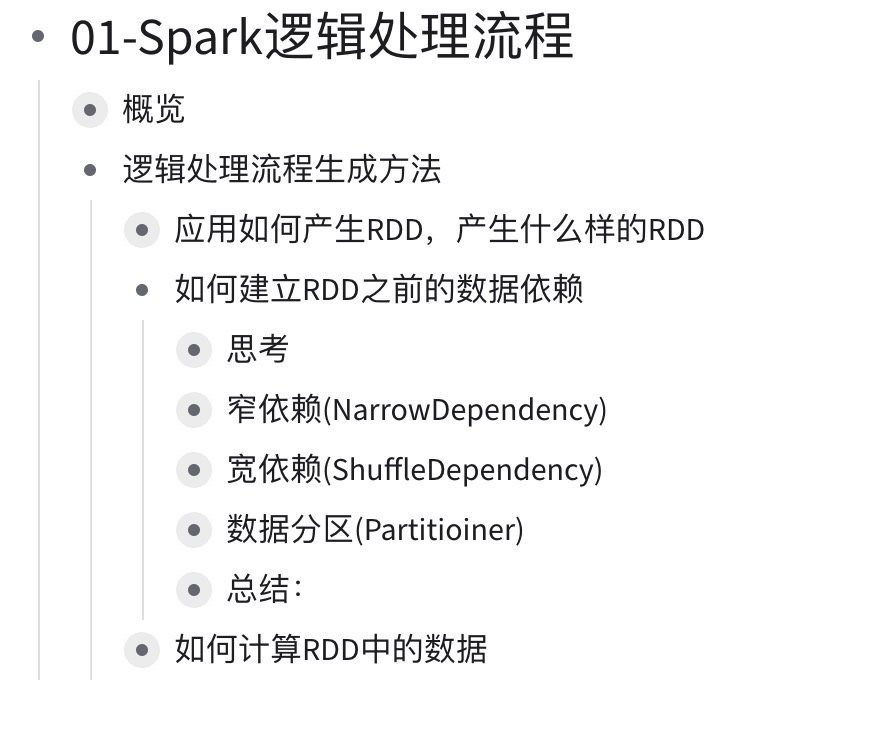 01-Spark逻辑处理流程
概览
逻辑处理流程生成方法
应用如何产生RDD，产生什么样的RDD
如何建立RDD之前的数据依赖
思考
窄依赖(NarrowDependency)
宽依赖(ShuffleDependency)
数据分区(Partitioiner)
总结：
如何计算RDD中的数据